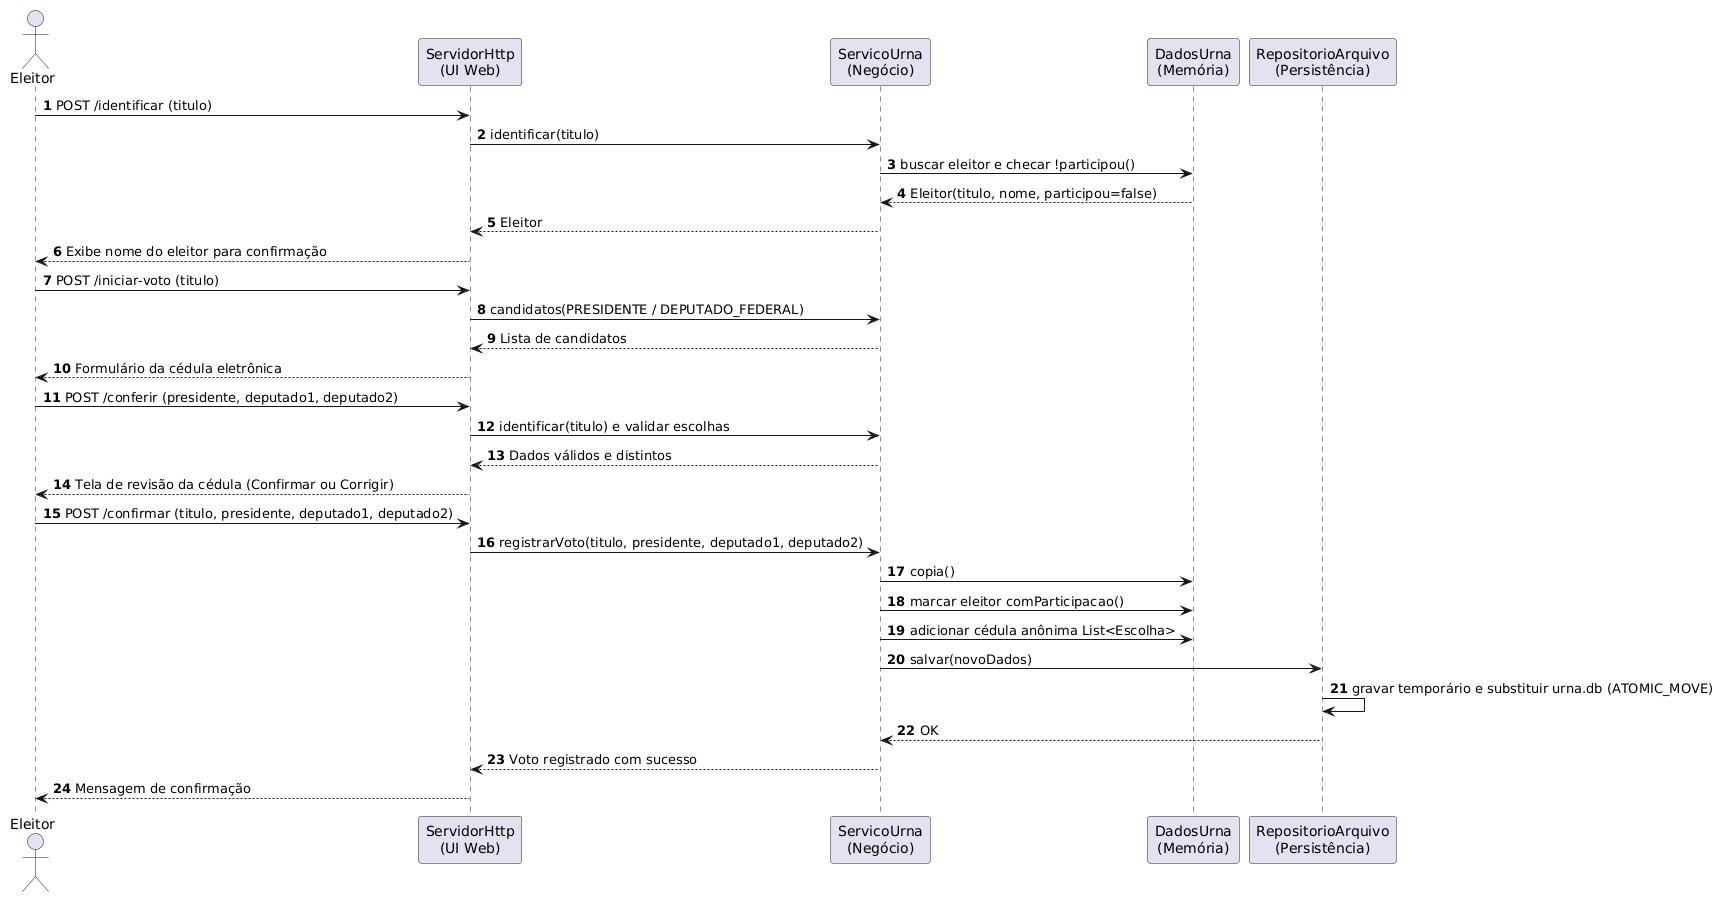 Eleitor
ServidorHttp
(UI Web)
ServicoUrna
(Negócio)
DadosUrna
(Memória)
RepositorioArquivo
(Persistência)
1 POST /identificar (titulo)
2 identificar(titulo)
3 buscar eleitor e checar !participou()
4 Eleitor(titulo, nome, participou=false)
5 Eleitor
6 Exibe nome do eleitor para confirmação
7 POST /iniciar-voto (titulo)
8 candidatos(PRESIDENTE / DEPUTADO_FEDERAL)
9 Lista de candidatos
10 Formulário da cédula eletrônica
11 POST /conferir (presidente, deputado1, deputado2)
12 identificar(titulo) e validar escolhas
13 Dados válidos e distintos
14 Tela de revisão da cédula (Confirmar ou Corrigir)
15 POST /confirmar (titulo, presidente, deputado1, deputado2)
16 registrarVoto(titulo, presidente, deputado1, deputado2)
17 copia()
18 marcar eleitor comParticipacao()
19 adicionar cédula anônima List<Escolha>
20 salvar(novoDados)
21 gravar temporário e substituir urna.db (ATOMIC_MOVE)
22 OK
23 Voto registrado com sucesso
24 Mensagem de confirmação
Eleitor
ServidorHttp
(UI Web)
ServicoUrna
(Negócio)
DadosUrna
(Memória)
RepositorioArquivo
(Persistência)